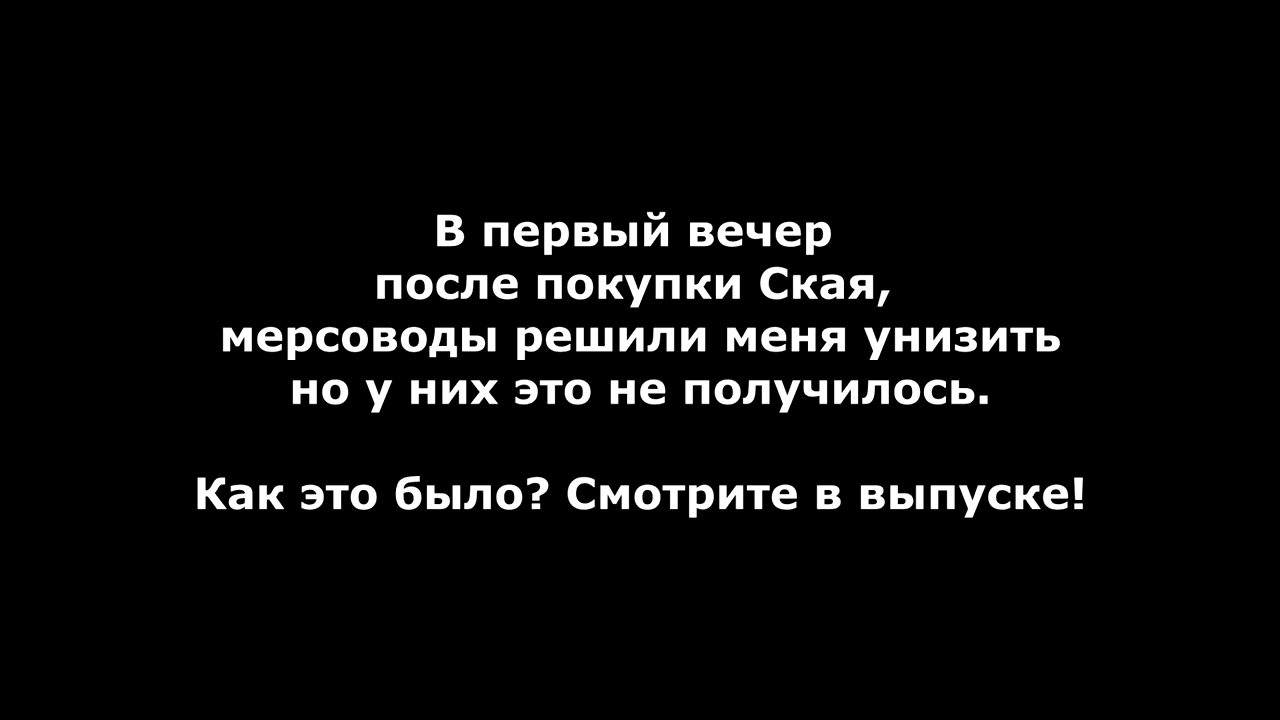 В первый вечер
после покупки Ская,
мерсоводы решили меня унизить
но у них это не получилось.
Как это было? Смотрите в выпуске!